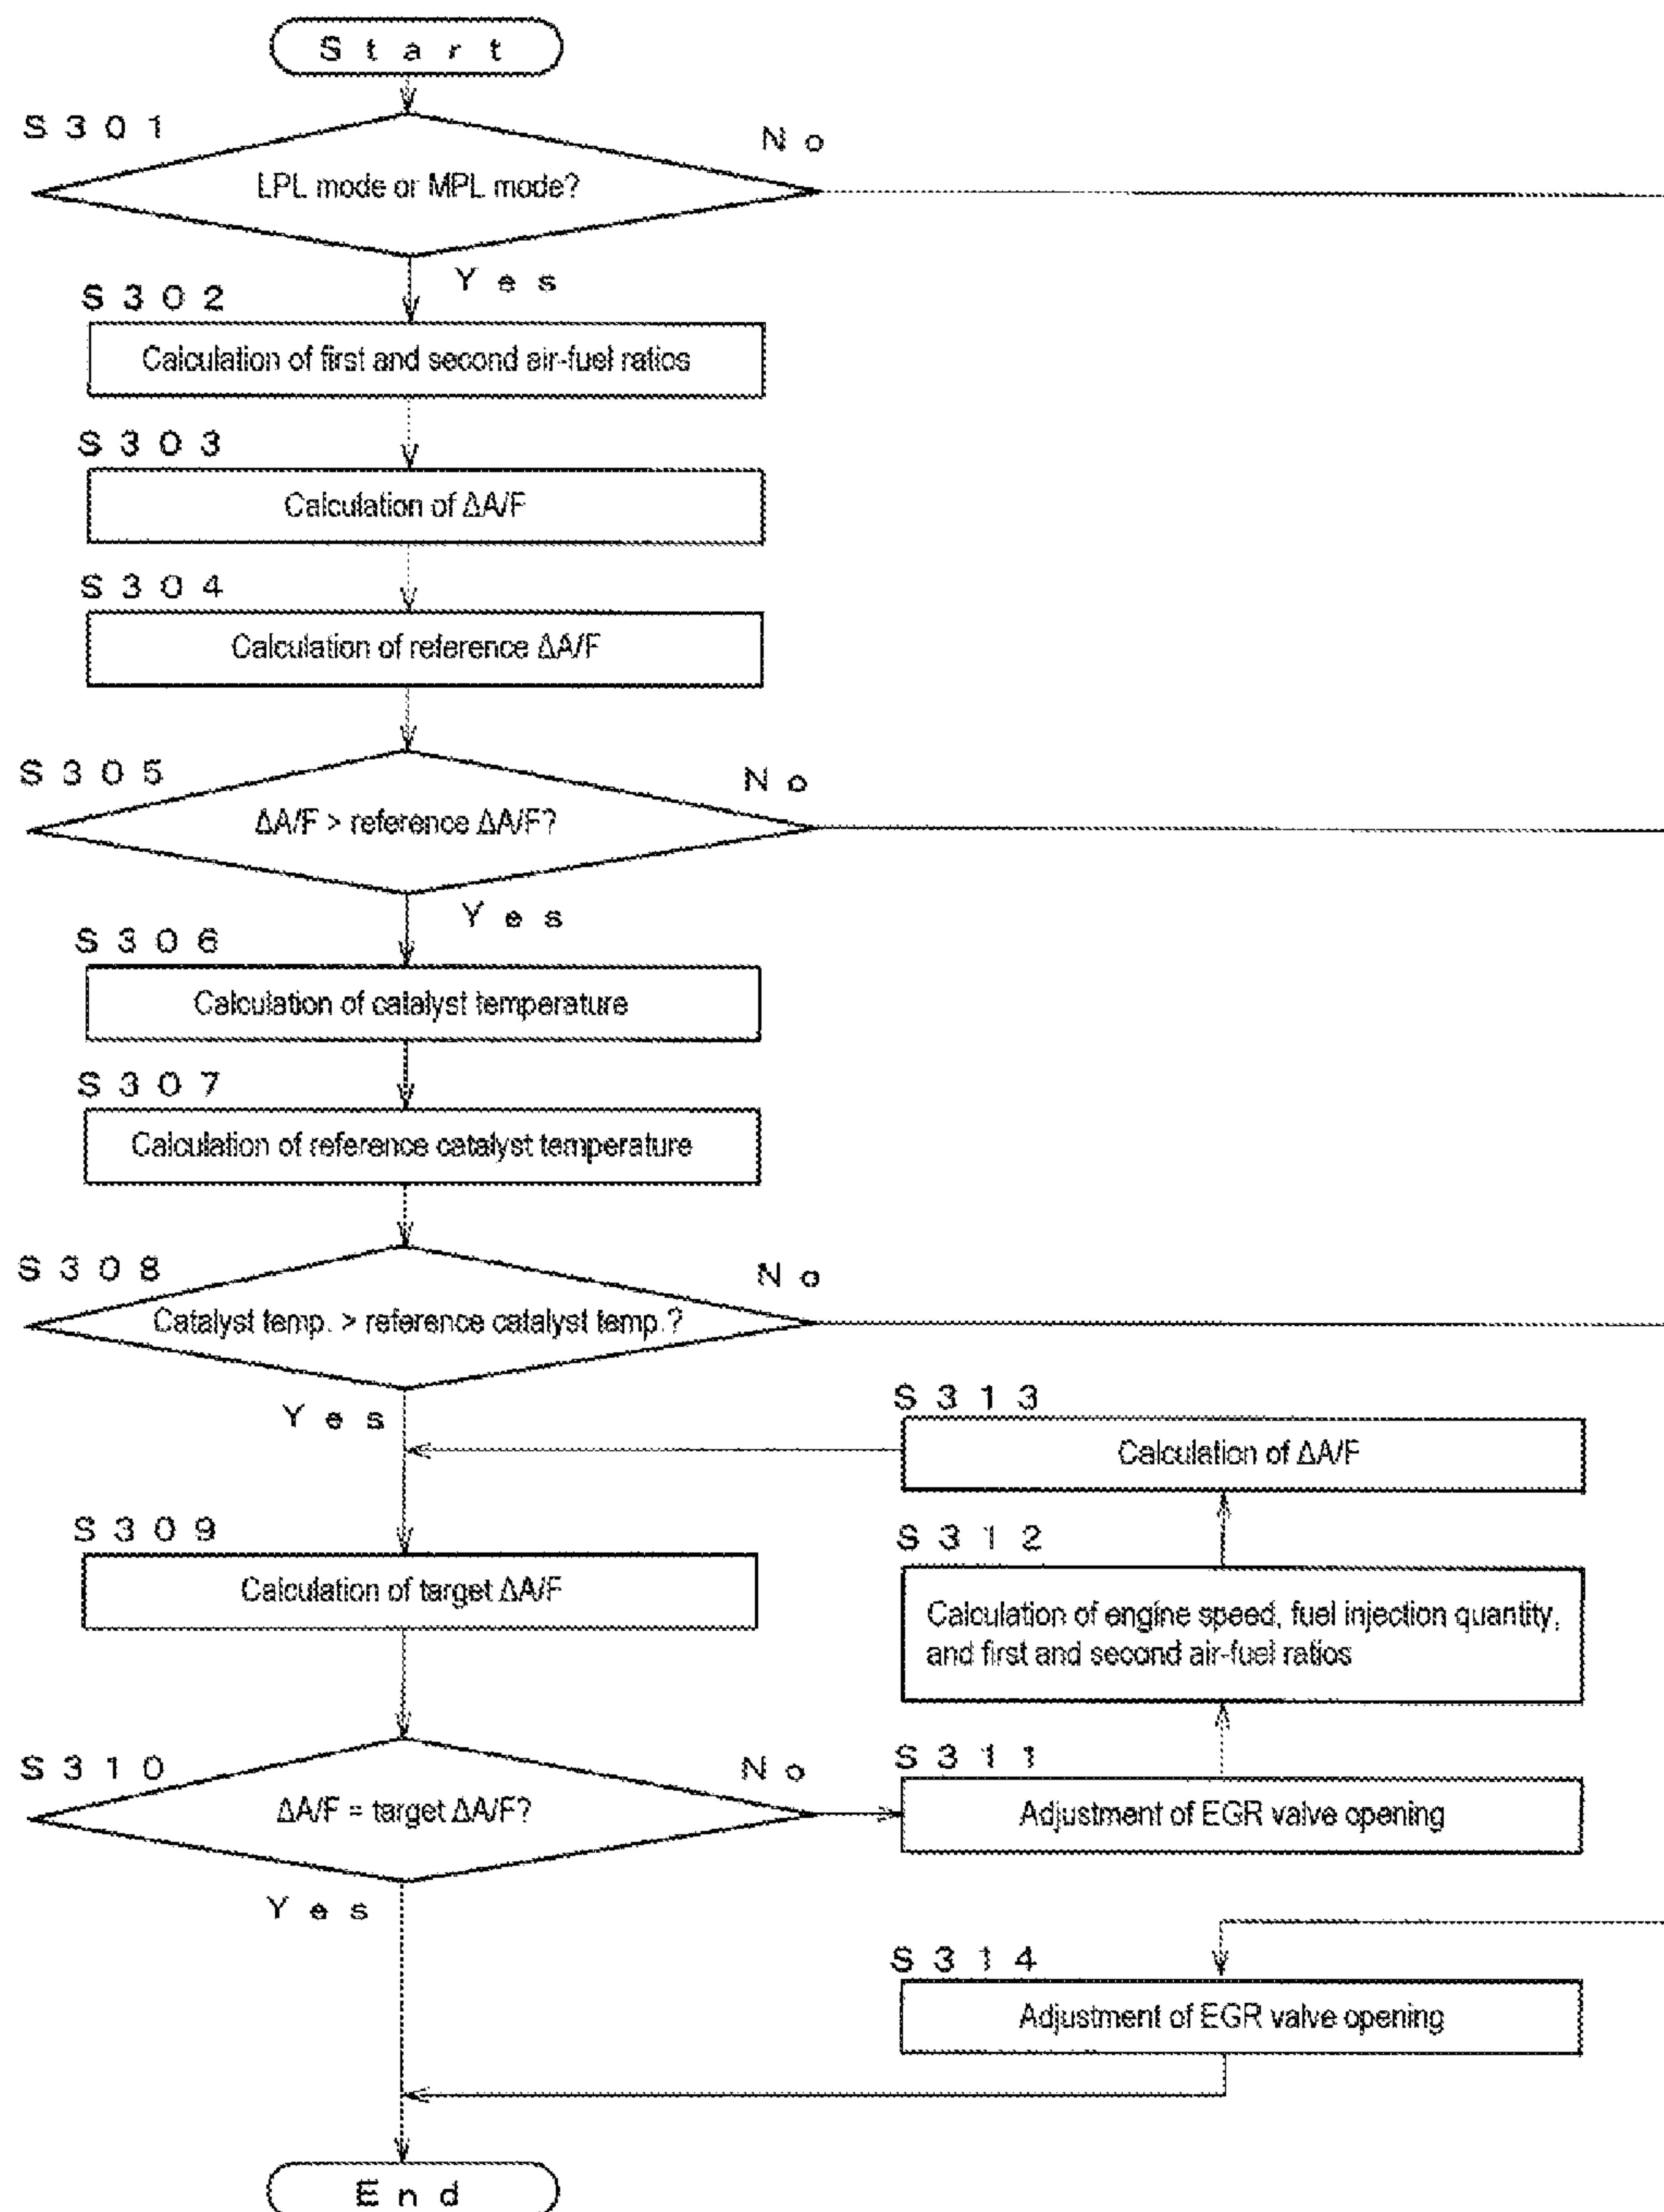 Start
S301
No
LPL mode or MPL mode?
Yes
S302
Calculation of first and second air-fuel ratios
S303
Calculation of ΔA/F
S304
Calculation of reference ΔA/F
S305
No
ΔA/F > reference ΔA/F?
Yes
S306
Calculation of catalyst temperature
S307
Calculation of reference catalyst temperature
S308
No
Catalyst temp. > reference catalyst temp.?
Yes
S313
Calculation of ΔA/F
S309
Calculation of target ΔA/F
S312
Calculation of engine speed, fuel injection quantity,
and first and second air-fuel ratios
S310
No
ΔA/F = target ΔA/F?
Yes
S311
Adjustment of EGR valve opening
S314
Adjustment of EGR valve opening
End